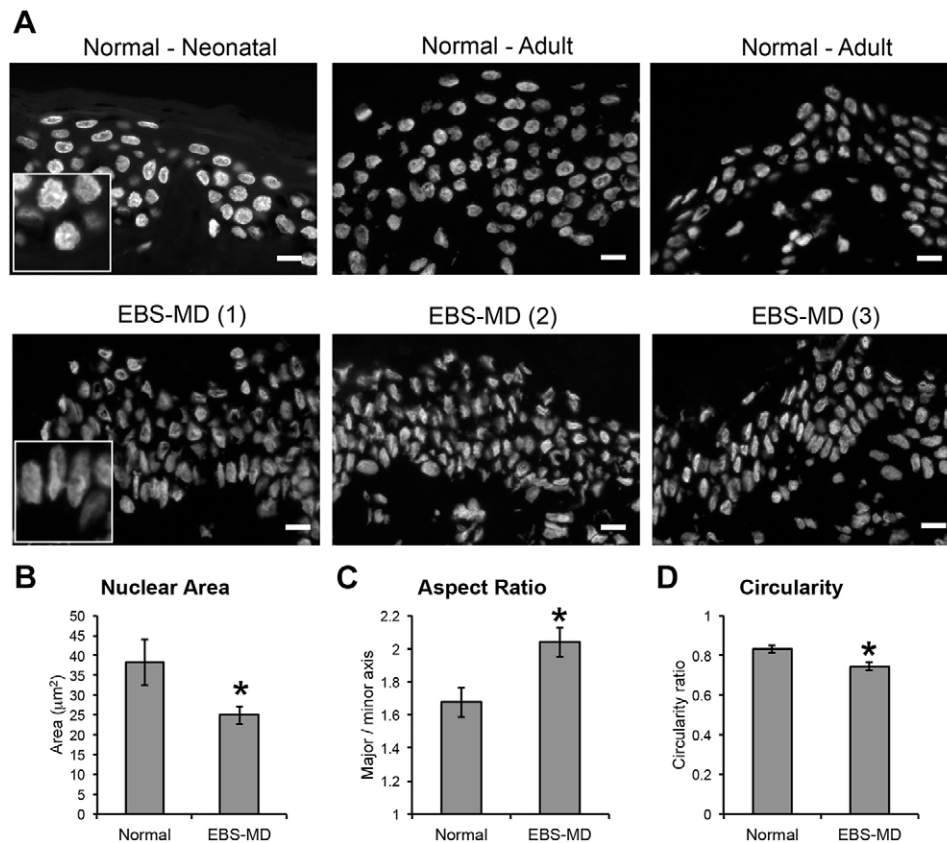 A
Normal - Neonatal
Normal - Adult
Normal - Adult
EBS-MD (1)
EBS-MD (2)
EBS-MD (3)
B
Nuclear Area
50
45
40
35
30
25
20
15
10
5
0
Area (μm²)
*
Normal
EBS-MD
C
Aspect Ratio
2.2
2
1.8
1.6
1.4
1.2
1
Major / minor axis
*
Normal
EBS-MD
D
Circularity
1
0.8
0.6
0.4
0.2
0
Circularity ratio
*
Normal
EBS-MD